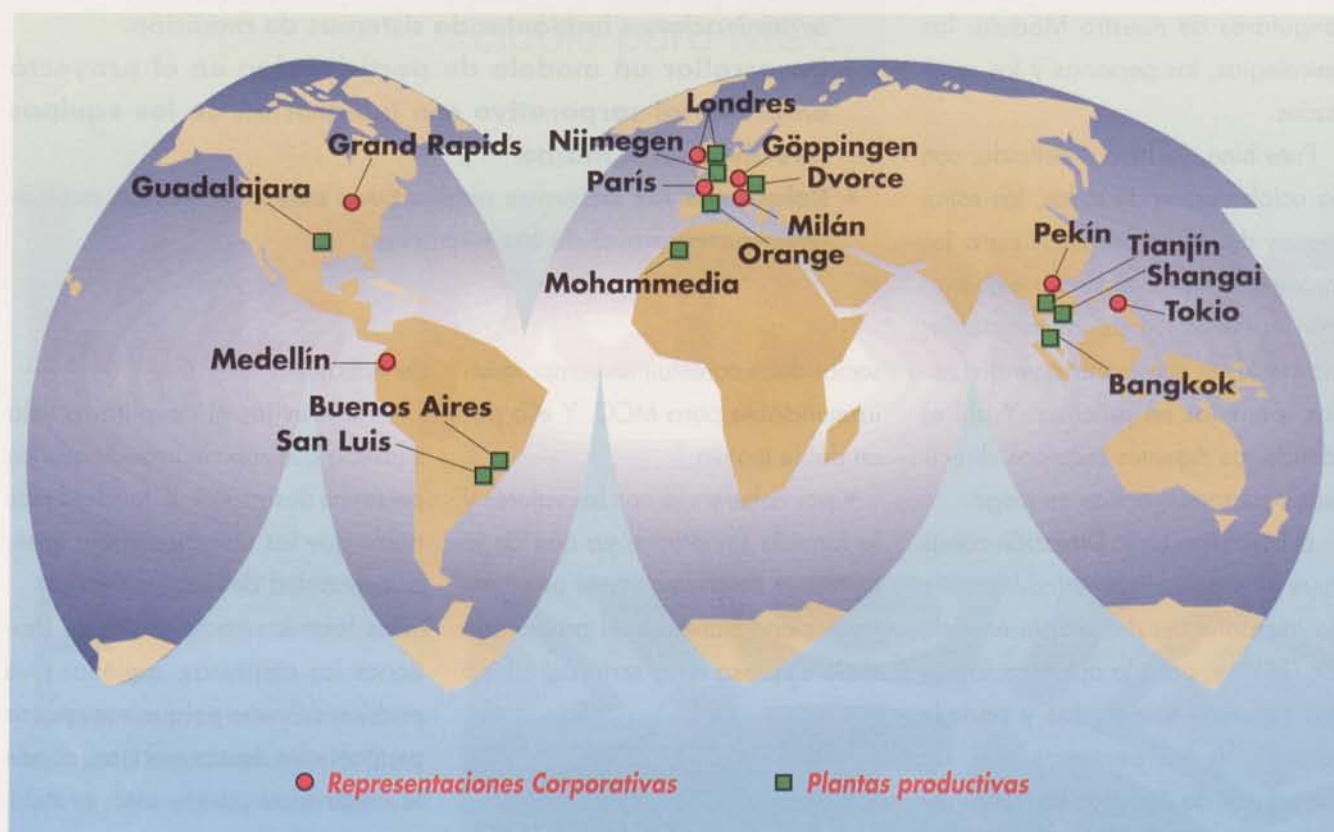 Grand Rapids
Guadalajara
Medellín
Buenos Aires
San Luis
Londres
Nijmegen
Göppingen
París
Dvorce
Milán
Orange
Mohammedia
Pekín
Tianjín
Shangai
Tokio
Bangkok
Representaciones Corporativas
Plantas productivas